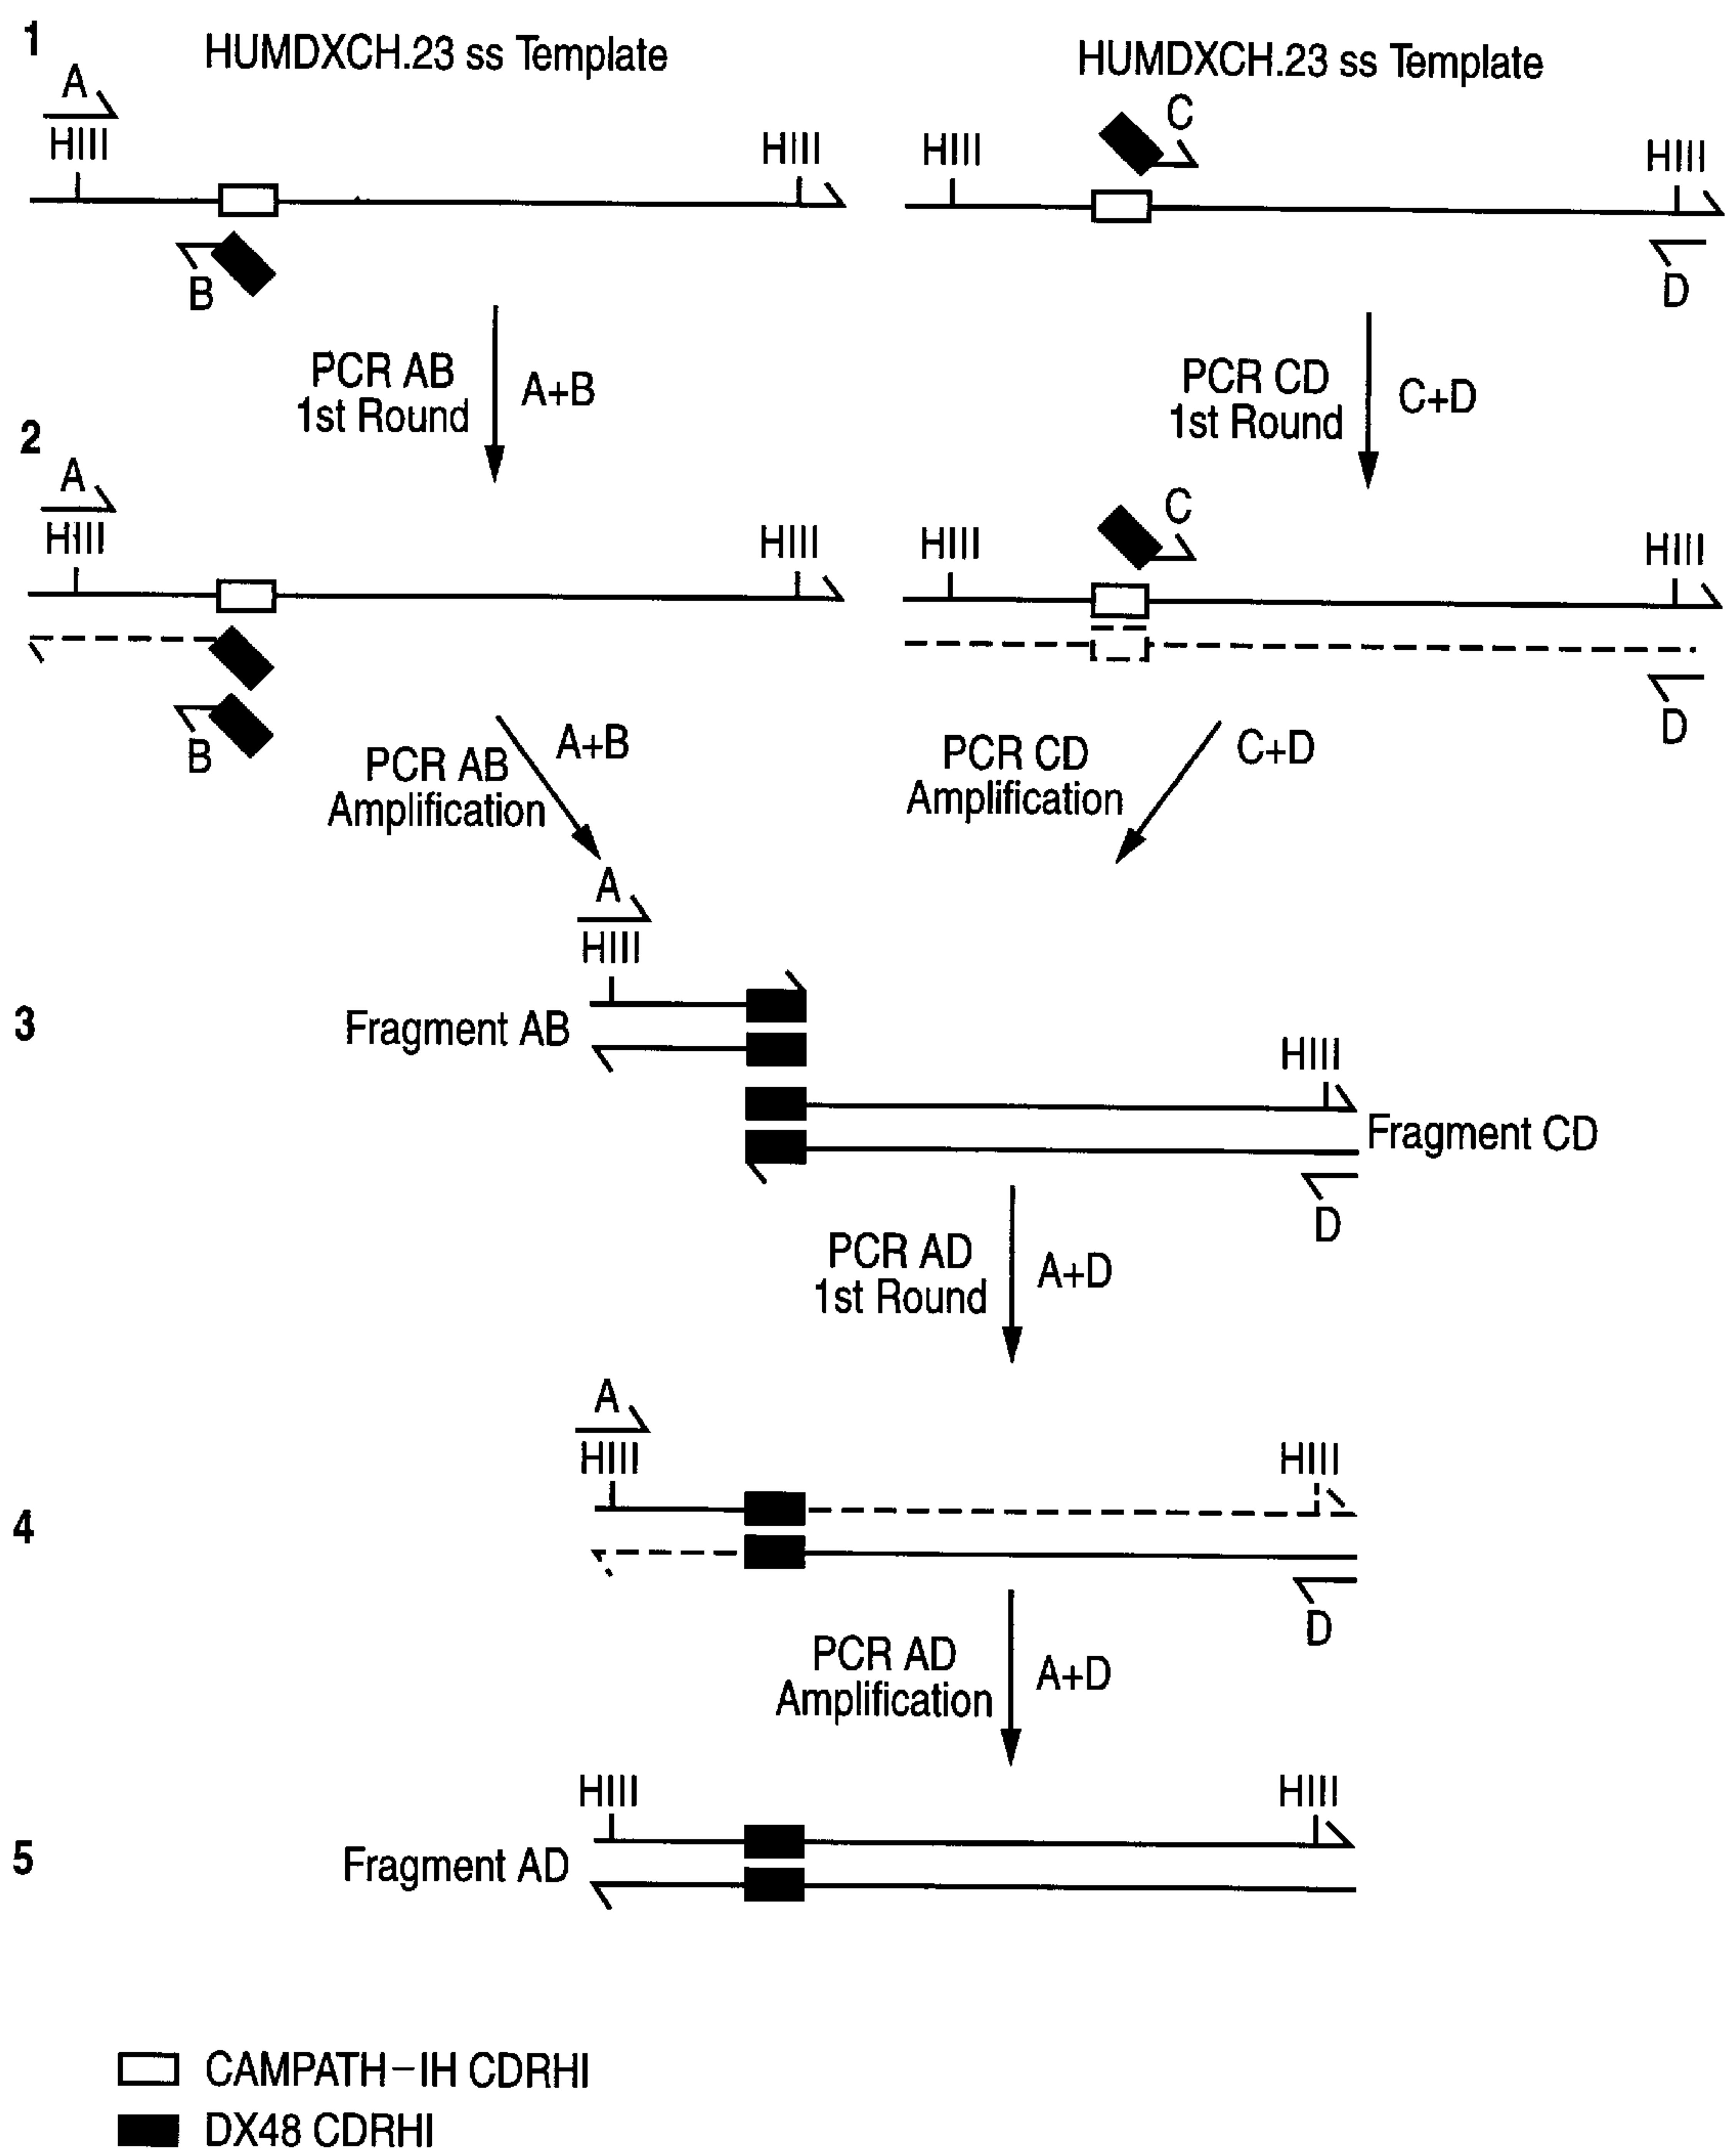 1
HUMDXCH.23 ss Template
HUMDXCH.23 ss Template
A
C
HIII
HIII
HIII
HIII
B
D
PCR AB
1st Round
A+B
PCR CD
1st Round
C+D
2
A
C
HIII
HIII
HIII
HIII
B
D
PCR AB
Amplification
A+B
PCR CD
Amplification
C+D
A
HIII
3
Fragment AB
HIII
Fragment CD
D
PCR AD
1st Round
A+D
A
HIII
HIII
4
D
PCR AD
Amplification
A+D
HIII
HIII
5
Fragment AD
CAMPATH-IH CDRHI
DX48 CDRHI